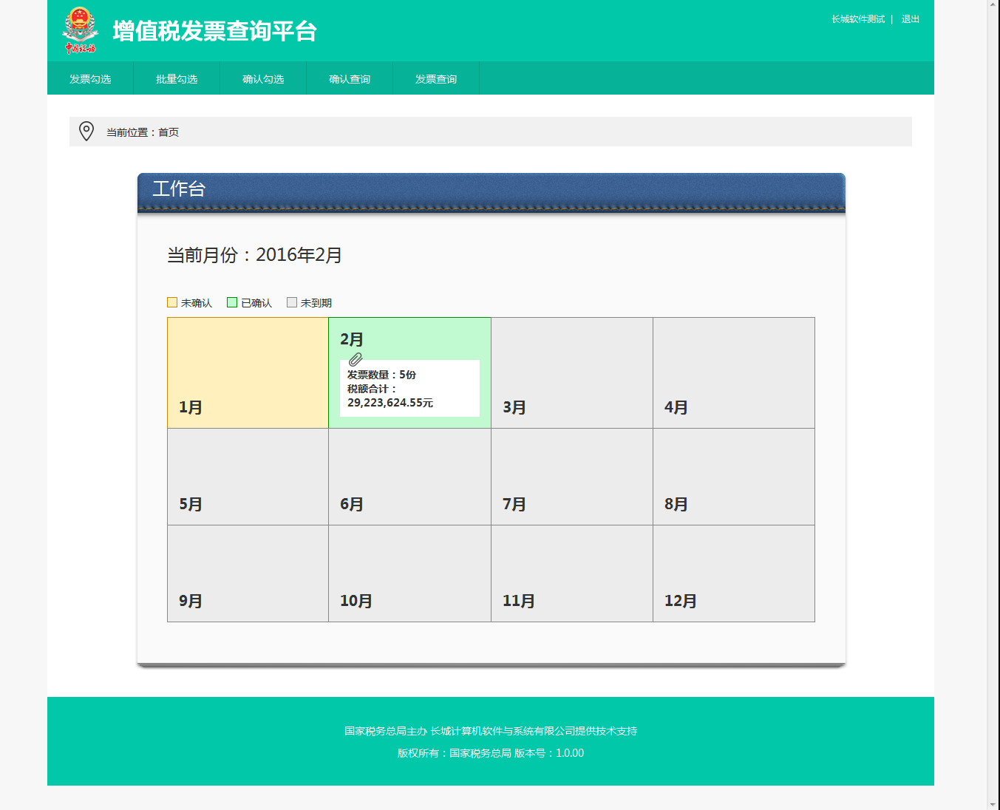 增值税发票查询平台
长城软件测试 | 退出
中国税务
发票勾选 批量勾选 确认勾选 确认查询 发票查询
当前位置：首页
工作台
当前月份：2016年2月
未确认 已确认 未到期
1月
2月
发票数量：5份
税额合计：
29,223,624.55元
3月
4月
5月
6月
7月
8月
9月
10月
11月
12月
国家税务总局主办 长城计算机软件与系统有限公司提供技术支持
版权所有：国家税务总局 版本号：1.0.00